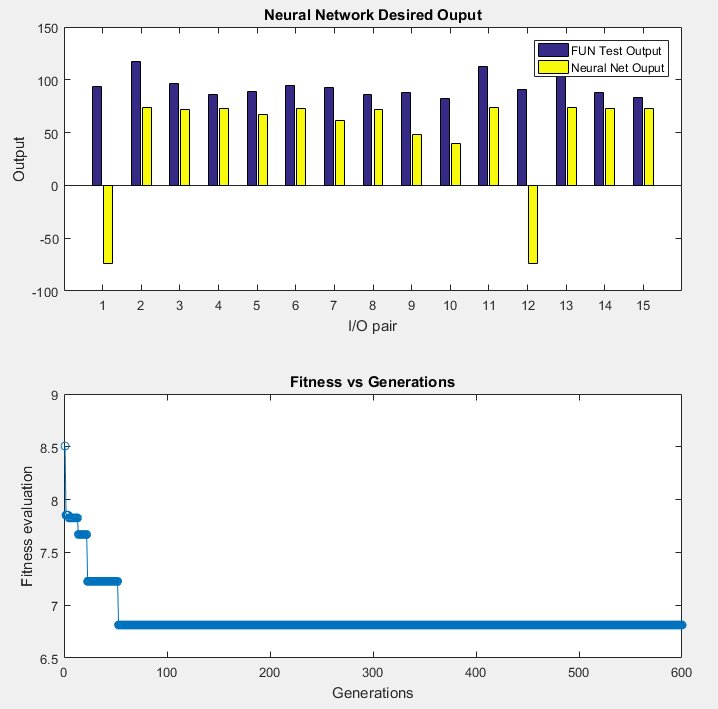 Neural Network Desired Ouput
150
100
50
0
-50
-100
Output
FUN Test Output
Neural Net Ouput
1 2 3 4 5 6 7 8 9 10 11 12 13 14 15
I/O pair
Fitness vs Generations
9
8.5
8
7.5
7
6.5
Fitness evaluation
0 100 200 300 400 500 600
Generations